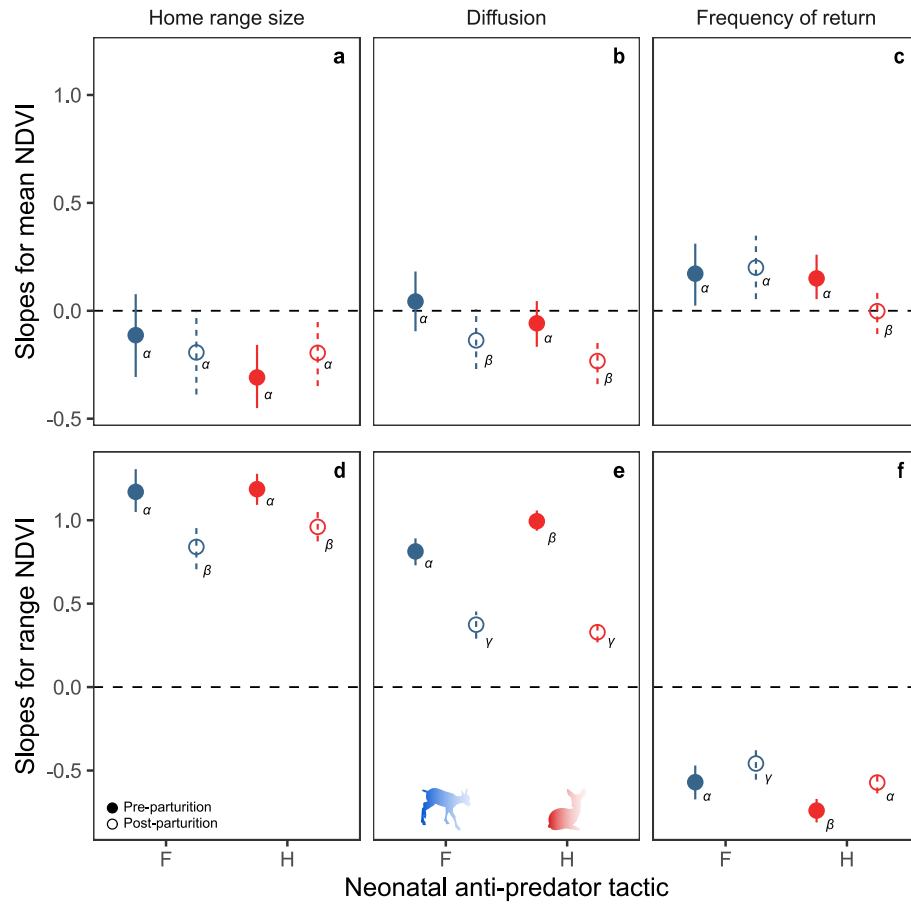 Home range size
Diffusion
Frequency of return
Slopes for mean NDVI
1.0
0.5
0.0
-0.5
a
α
α
α
α
b
α
β
α
β
c
α
α
α
β
Slopes for range NDVI
1.0
0.5
0.0
-0.5
d
α
β
α
β
Pre-parturition
Post-parturition
e
α
γ
β
γ
f
α
γ
β
α
F
H
F
H
F
H
Neonatal anti-predator tactic